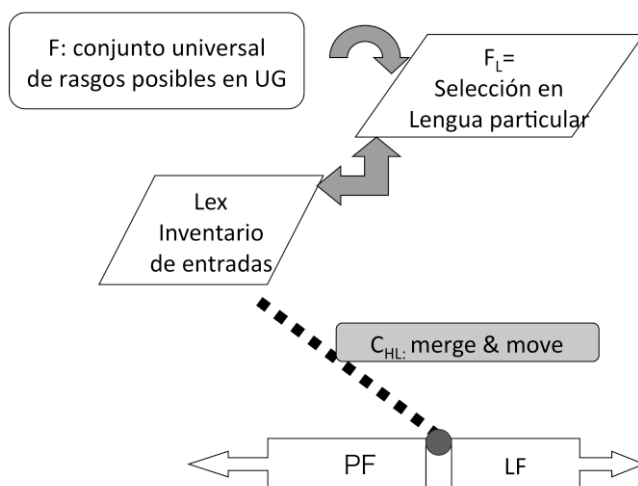 F: conjunto universal
de rasgos posibles en UG
F_L=
Selección en
Lengua particular
Lex
Inventario
de entradas
C_HL: merge & move
PF
LF